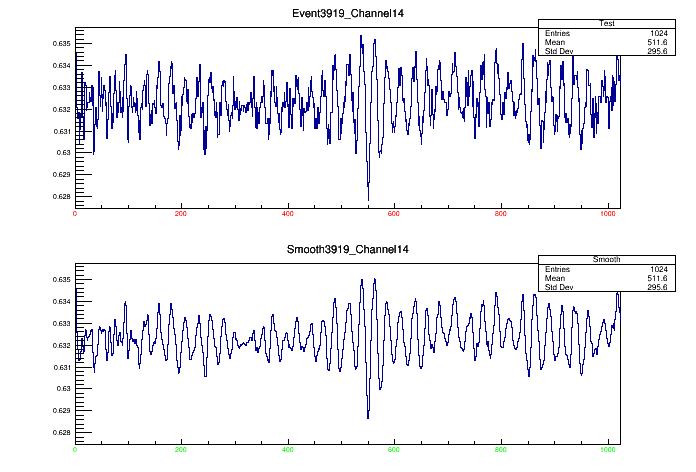 Event3919_Channel14
Test
Entries 1024
Mean 511.6
Std Dev 295.6
0.635
0.634
0.633
0.632
0.631
0.63
0.629
0.628
0 200 400 600 800 1000
Smooth3919_Channel14
Smooth
Entries 1024
Mean 511.6
Std Dev 295.6
0.635
0.634
0.633
0.632
0.631
0.63
0.629
0.628
0 200 400 600 800 1000